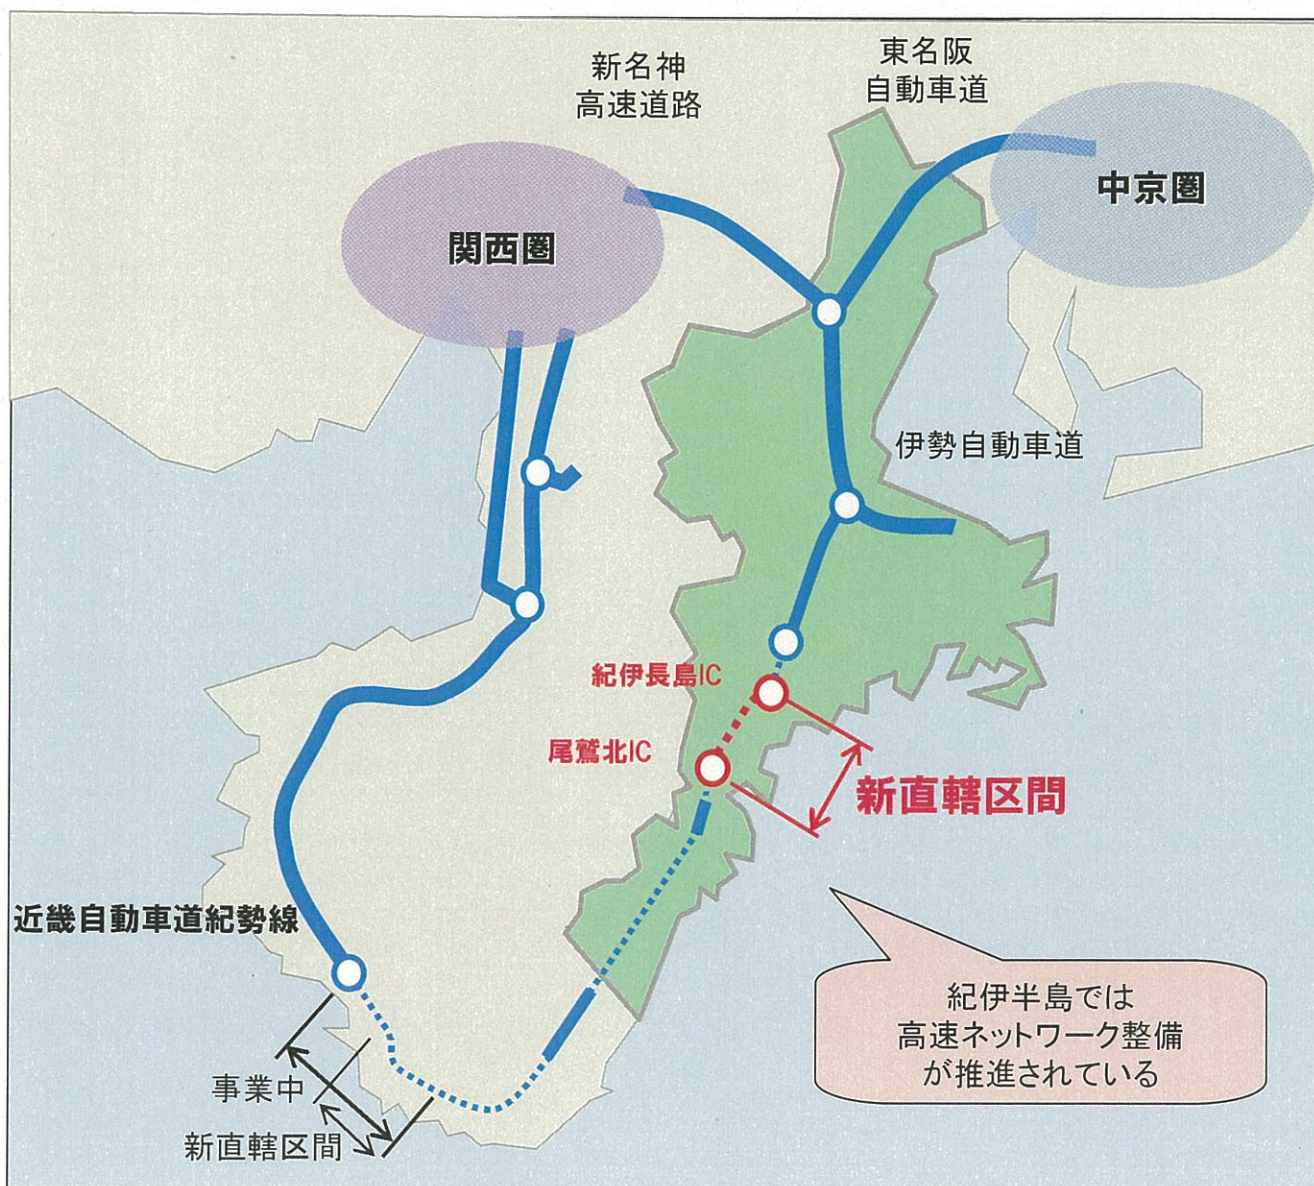 新名神
高速道路
東名阪
自動車道
関西圏
中京圏
伊勢自動車道
紀伊長島IC
尾鷲北IC
新直轄区間
近畿自動車道紀勢線
紀伊半島では
高速ネットワーク整備
が推進されている
事業中
新直轄区間